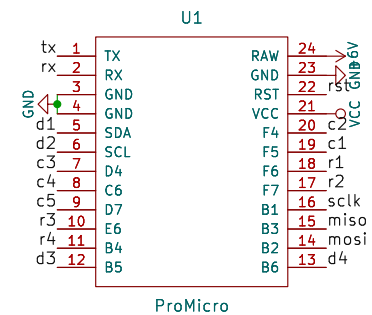 U1
tx 1 TX RAW 24 +6V
rx 2 RX GND 23 GND
3 GND RST 22 rst
GND 4 GND VCC 21 VCC
d1 5 SDA F4 20 c2
d2 6 SCL F5 19 c1
c3 7 D4 F6 18 r1
c4 8 C6 F7 17 r2
c5 9 D7 B1 16 sclk
r3 10 E6 B3 15 miso
r4 11 B4 B2 14 mosi
d3 12 B5 B6 13 d4
ProMicro